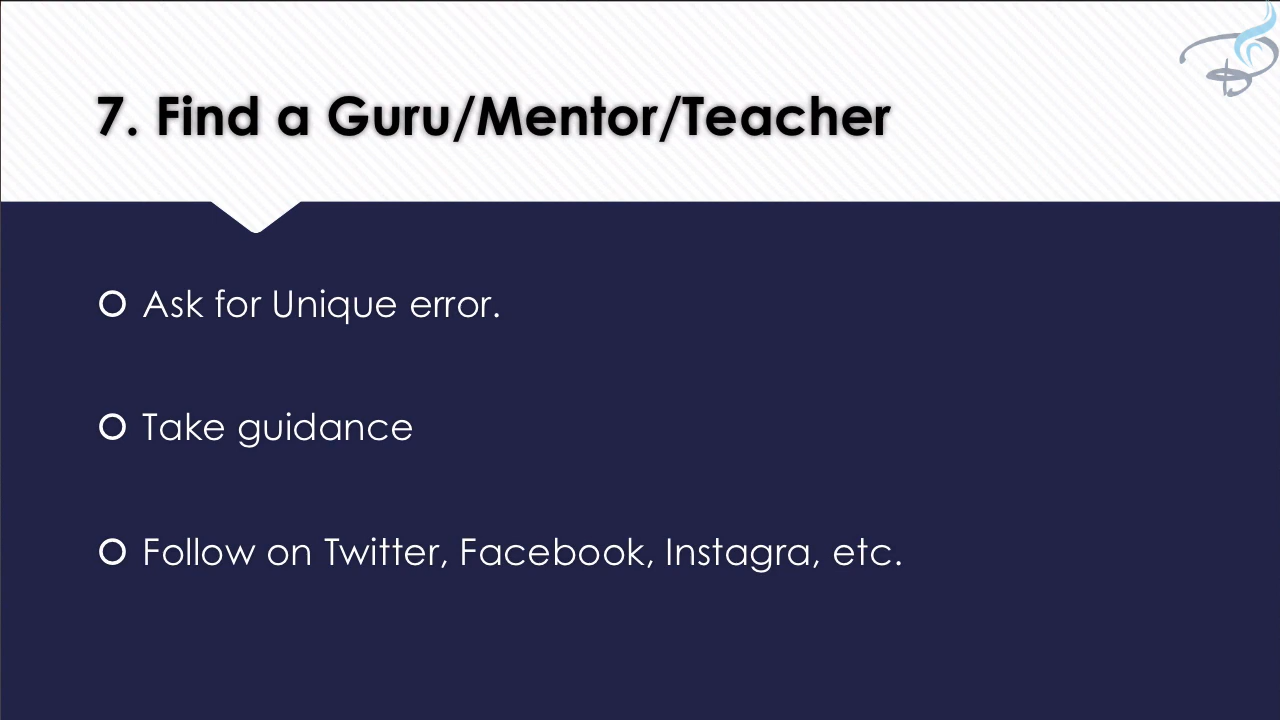 7. Find a Guru/Mentor/Teacher
Ask for Unique error.
Take guidance
Follow on Twitter, Facebook, Instagra, etc.